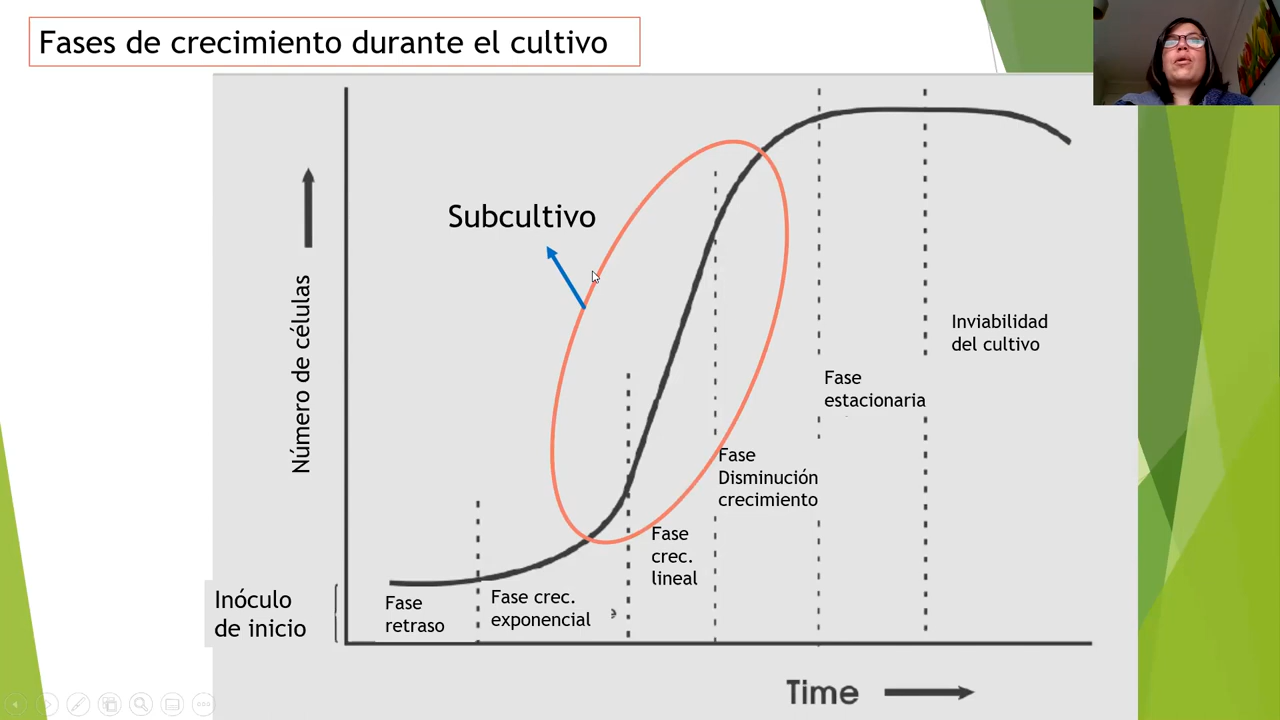 Fases de crecimiento durante el cultivo
Subcultivo
Número de células
Inviabilidad
del cultivo
Fase
estacionaria
Fase
Disminución
crecimiento
Fase
crec.
lineal
Fase crec.
exponencial
Fase
retraso
Inóculo
de inicio
Time